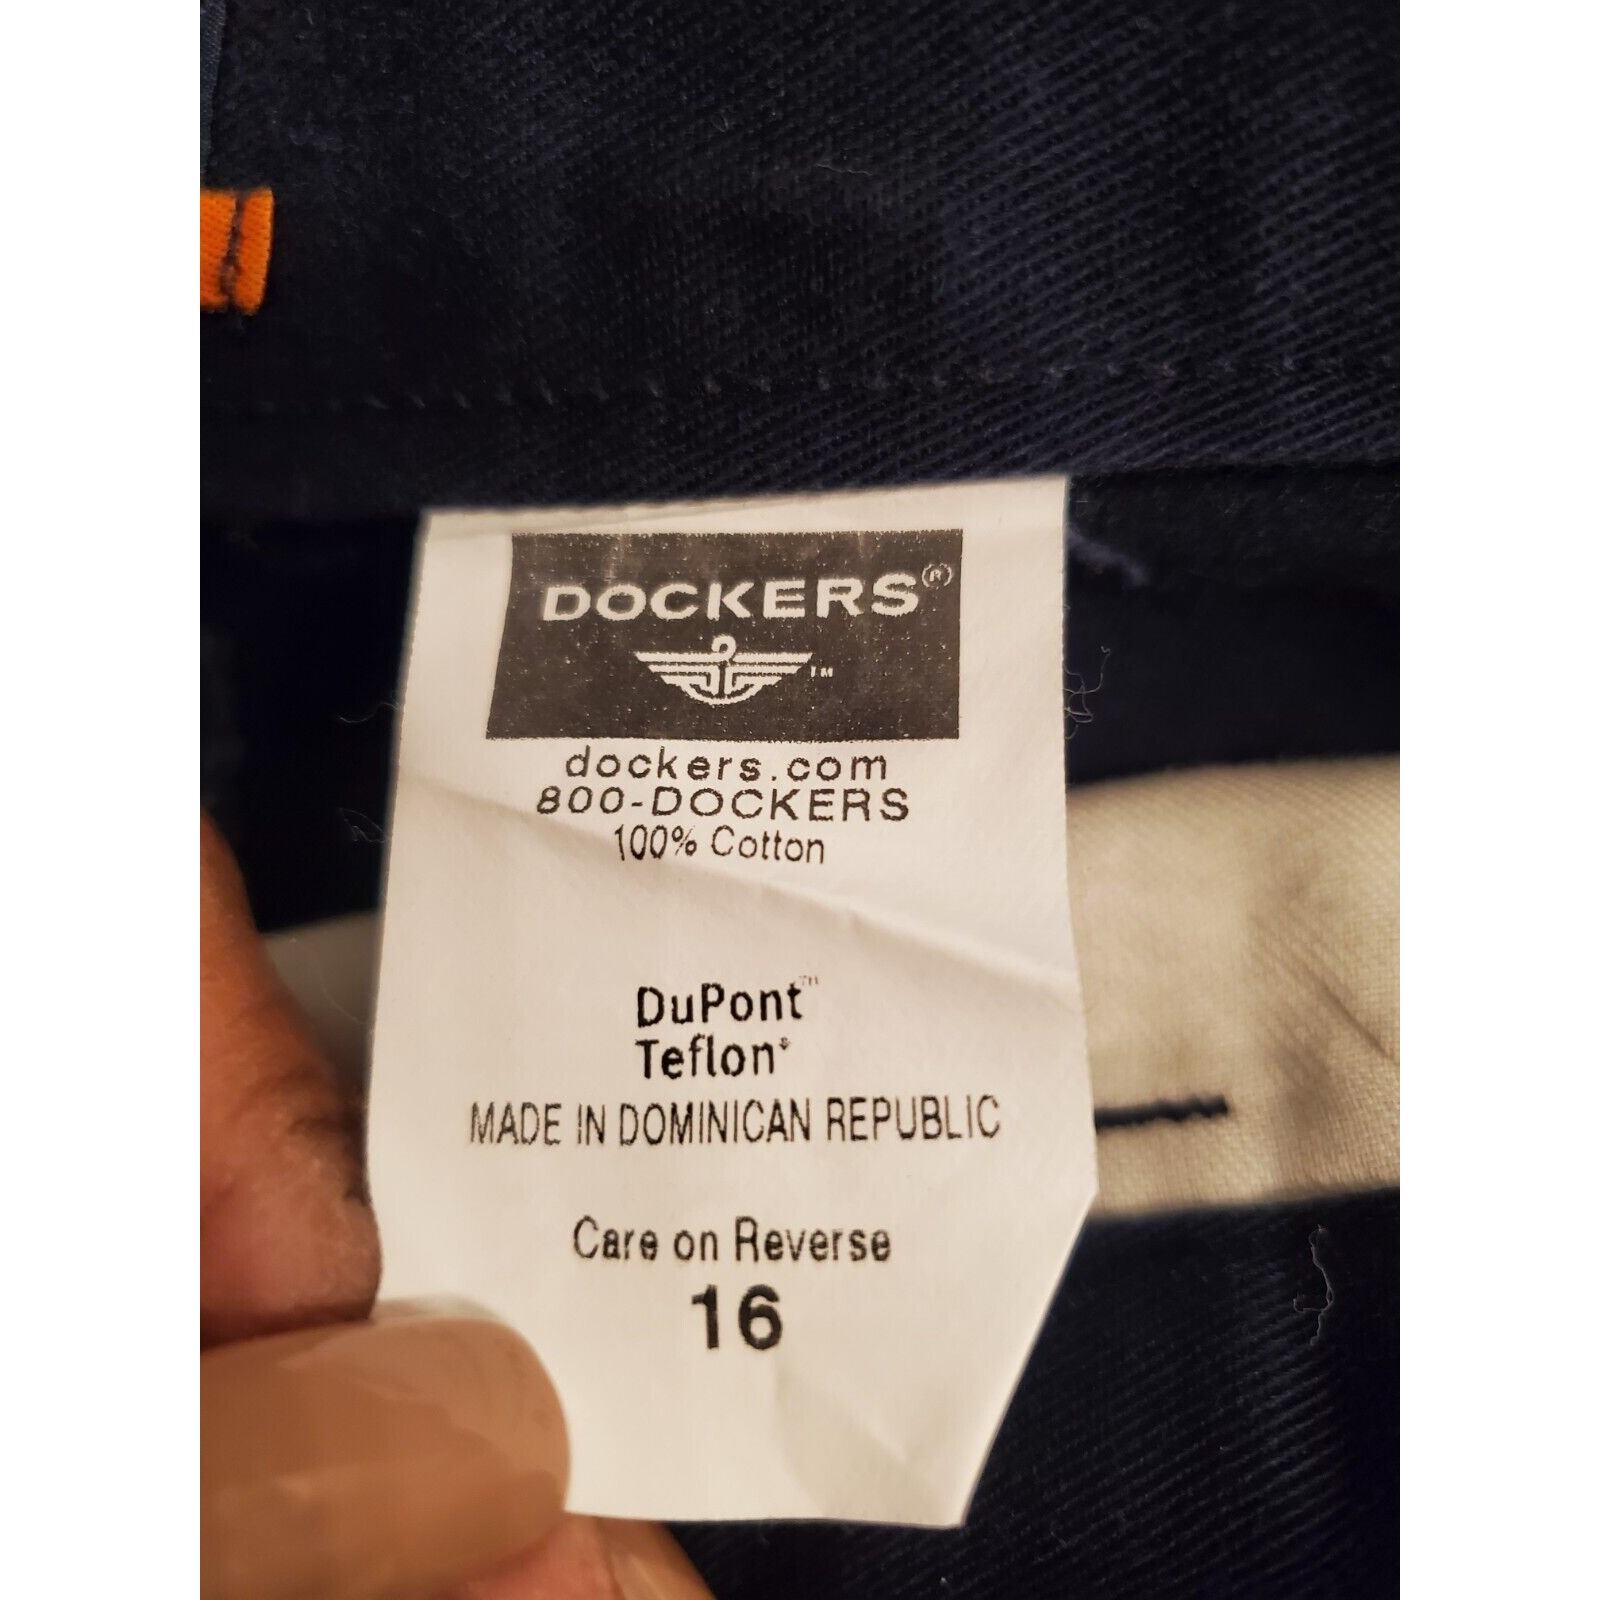 DOCKERS®
TM
dockers.com
800-DOCKERS
100% Cotton
DuPont™
Teflon®
MADE IN DOMINICAN REPUBLIC
Care on Reverse
16